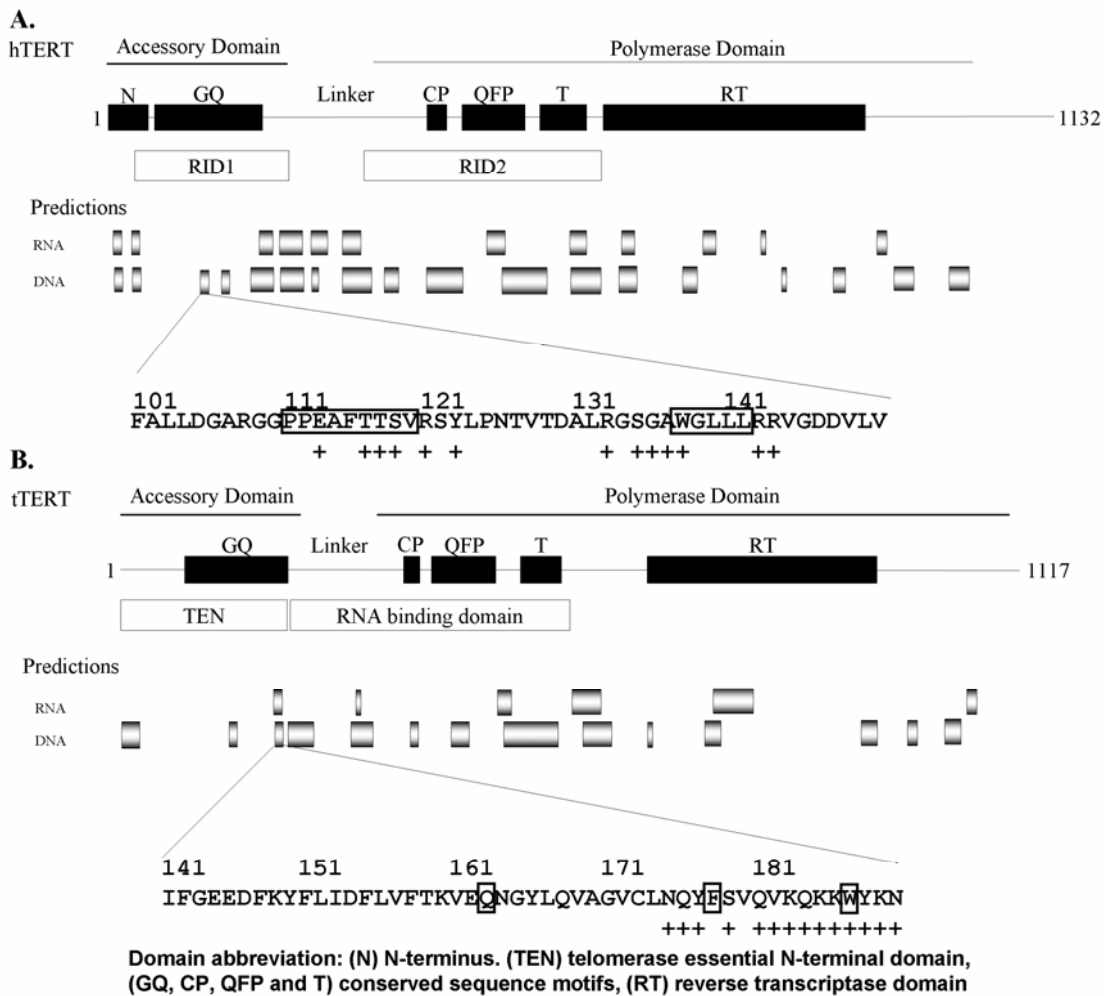 A.
hTERT
Accessory Domain
Polymerase Domain
N GQ Linker CP QFP T RT
1 1132
RID1 RID2
Predictions
RNA
DNA
101 111 121 131 141
FALLDGARGGPPEAFTTSVRSYLPNTVTDALRGSGAWGLLLRRVGDDVLV
+ +++ + + + ++++ ++
B.
tTERT
Accessory Domain
Polymerase Domain
GQ Linker CP QFP T RT
1 1117
TEN RNA binding domain
Predictions
RNA
DNA
141 151 161 171 181
IFGEEDFKYFLIDFLVFTKVEQNGYLQVAGVCLNQYFSVQVKQKKWYKN
+++ + ++++++++++
Domain abbreviation: (N) N-terminus. (TEN) telomerase essential N-terminal domain,
(GQ, CP, QFP and T) conserved sequence motifs, (RT) reverse transcriptase domain